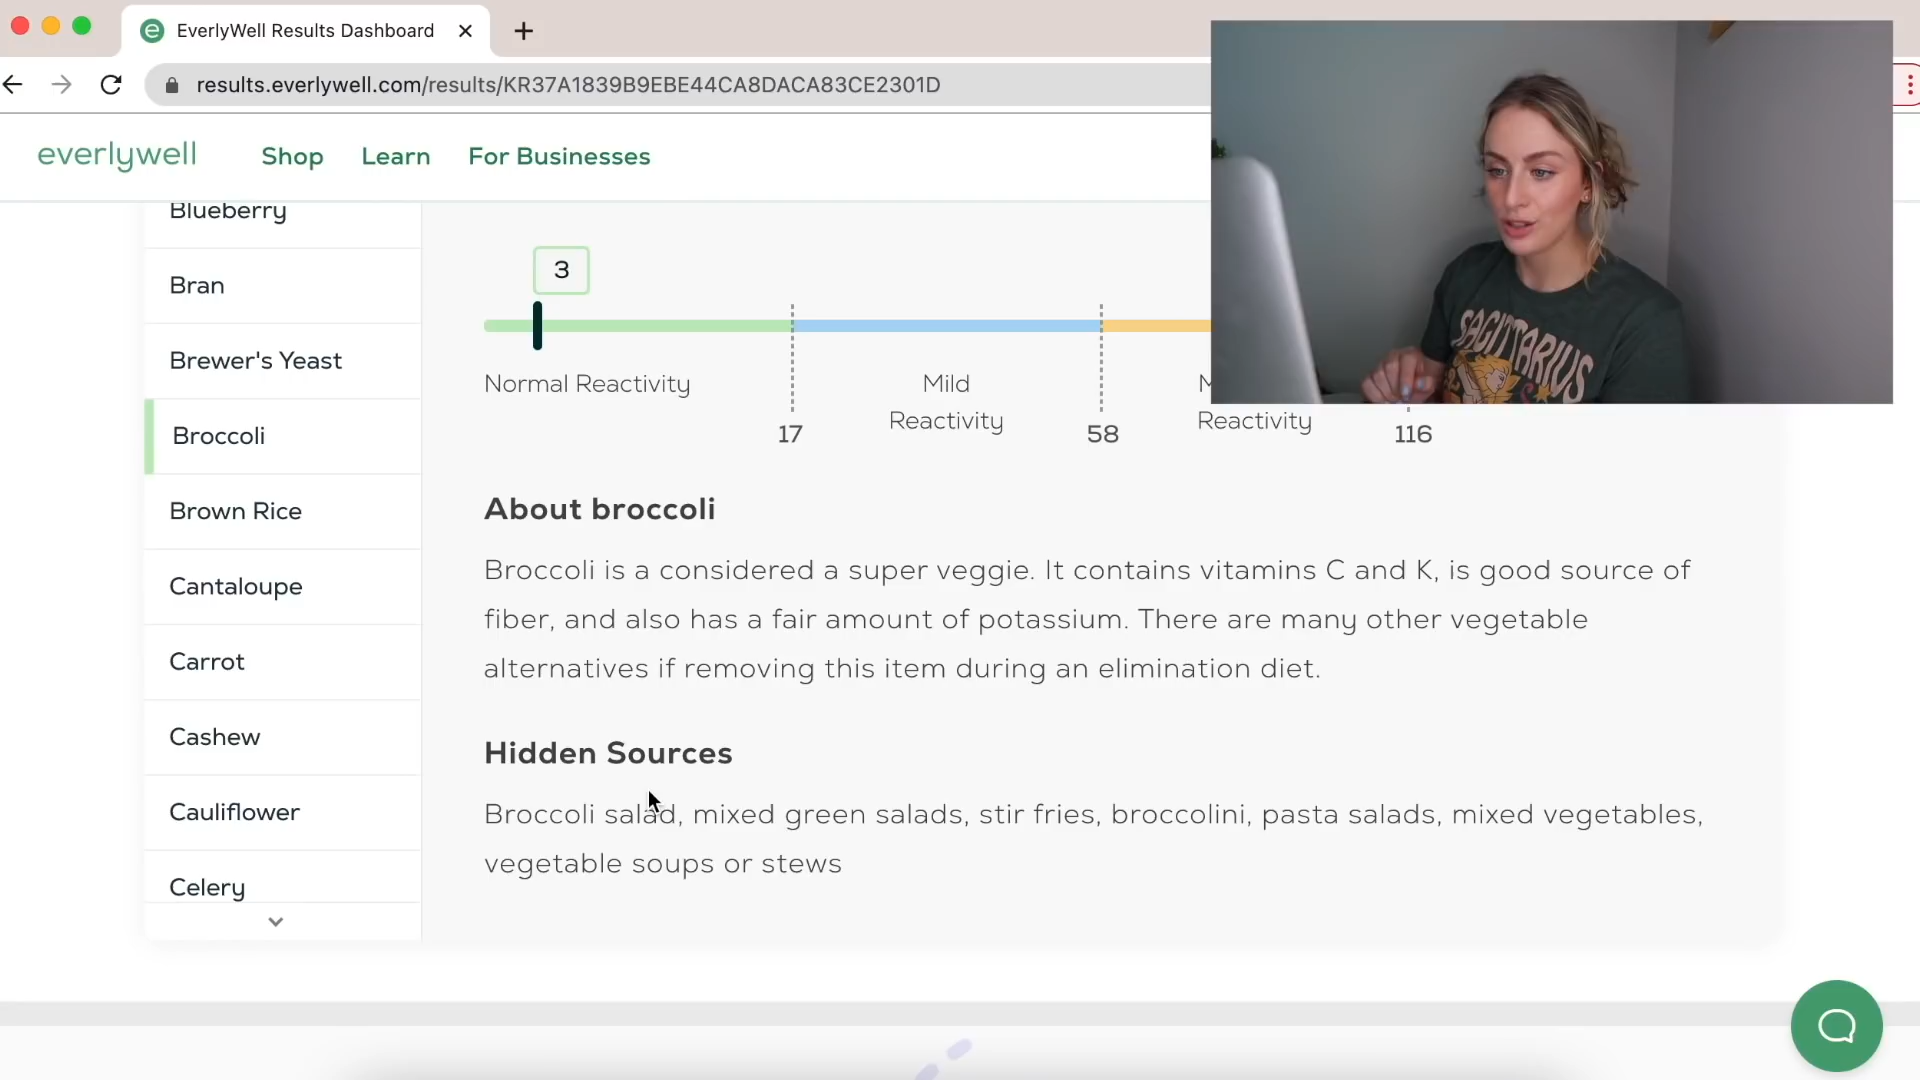 EverlyWell Results Dashboard
results.everlywell.com/results/KR37A1839B9EBE44CA8DACA83CE2301D
everlywell
Shop
Learn
For Businesses
Blueberry
Bran
Brewer's Yeast
Broccoli
Brown Rice
Cantaloupe
Carrot
Cashew
Cauliflower
Celery
3
Normal Reactivity
17
Mild
Reactivity
58
Reactivity
116
About broccoli
Broccoli is a considered a super veggie. It contains vitamins C and K, is good source of
fiber, and also has a fair amount of potassium. There are many other vegetable
alternatives if removing this item during an elimination diet.
Hidden Sources
Broccoli salad, mixed green salads, stir fries, broccolini, pasta salads, mixed vegetables,
vegetable soups or stews
SAGITTARIUS